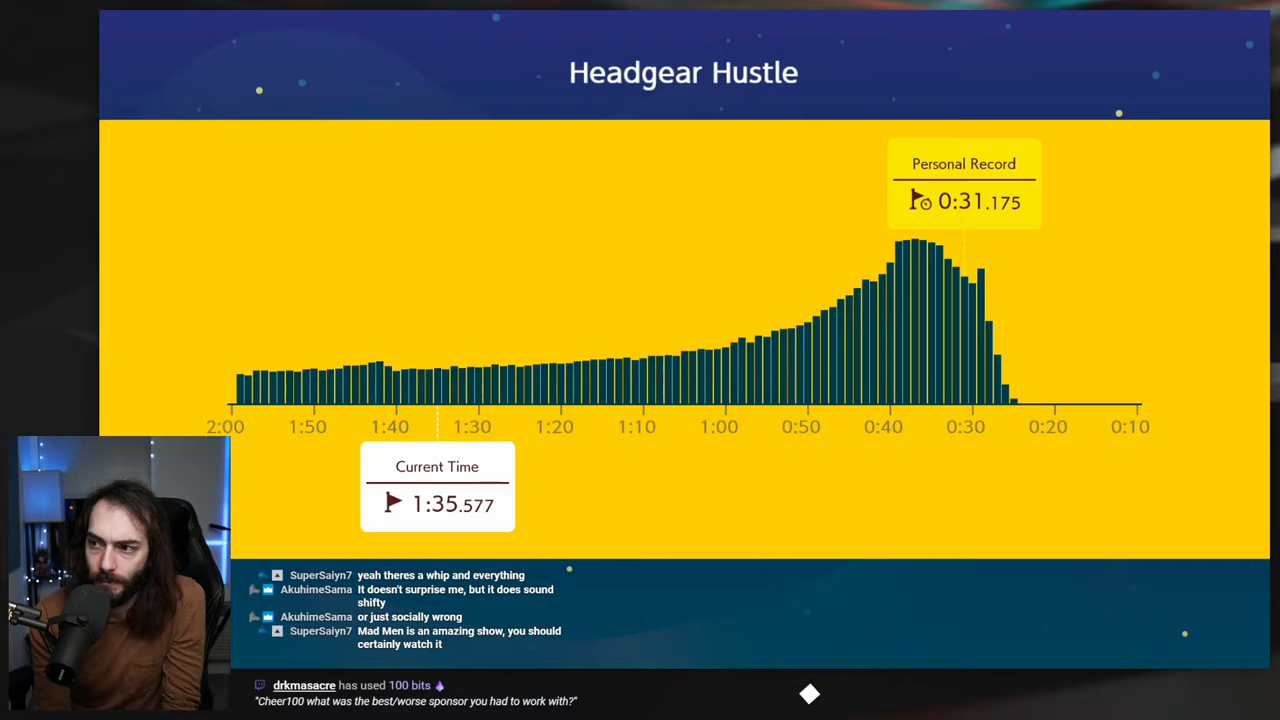 Headgear Hustle
Personal Record
0:31.175
2:00 1:50 1:40 1:30 1:20 1:10 1:00 0:50 0:40 0:30 0:20 0:10
Current Time
1:35.577
SuperSaiyn7 yeah theres a whip and everything
AkuhimeSama It doesn't surprise me, but it does sound
shifty
AkuhimeSama or just socially wrong
SuperSaiyn7 Mad Men is an amazing show, you should
certainly watch it
drkmasacre has used 100 bits
"Cheer100 what was the best/worse sponsor you had to work with?"